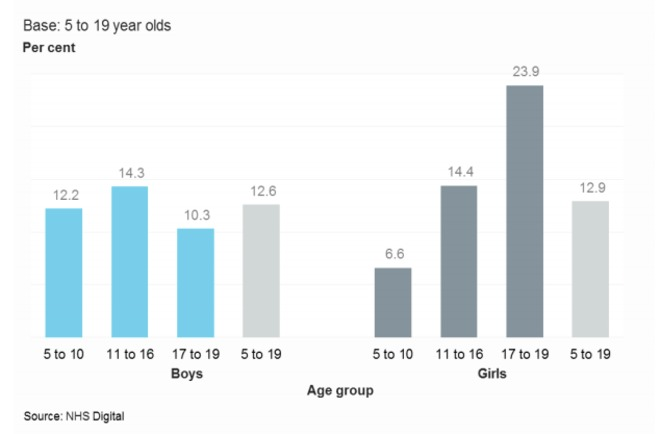 Base: 5 to 19 year olds
Per cent
23.9
14.3
14.4
12.2
12.6
12.9
10.3
6.6
5 to 10 11 to 16 17 to 19 5 to 19 5 to 10 11 to 16 17 to 19 5 to 19
Boys Girls
Age group
Source: NHS Digital